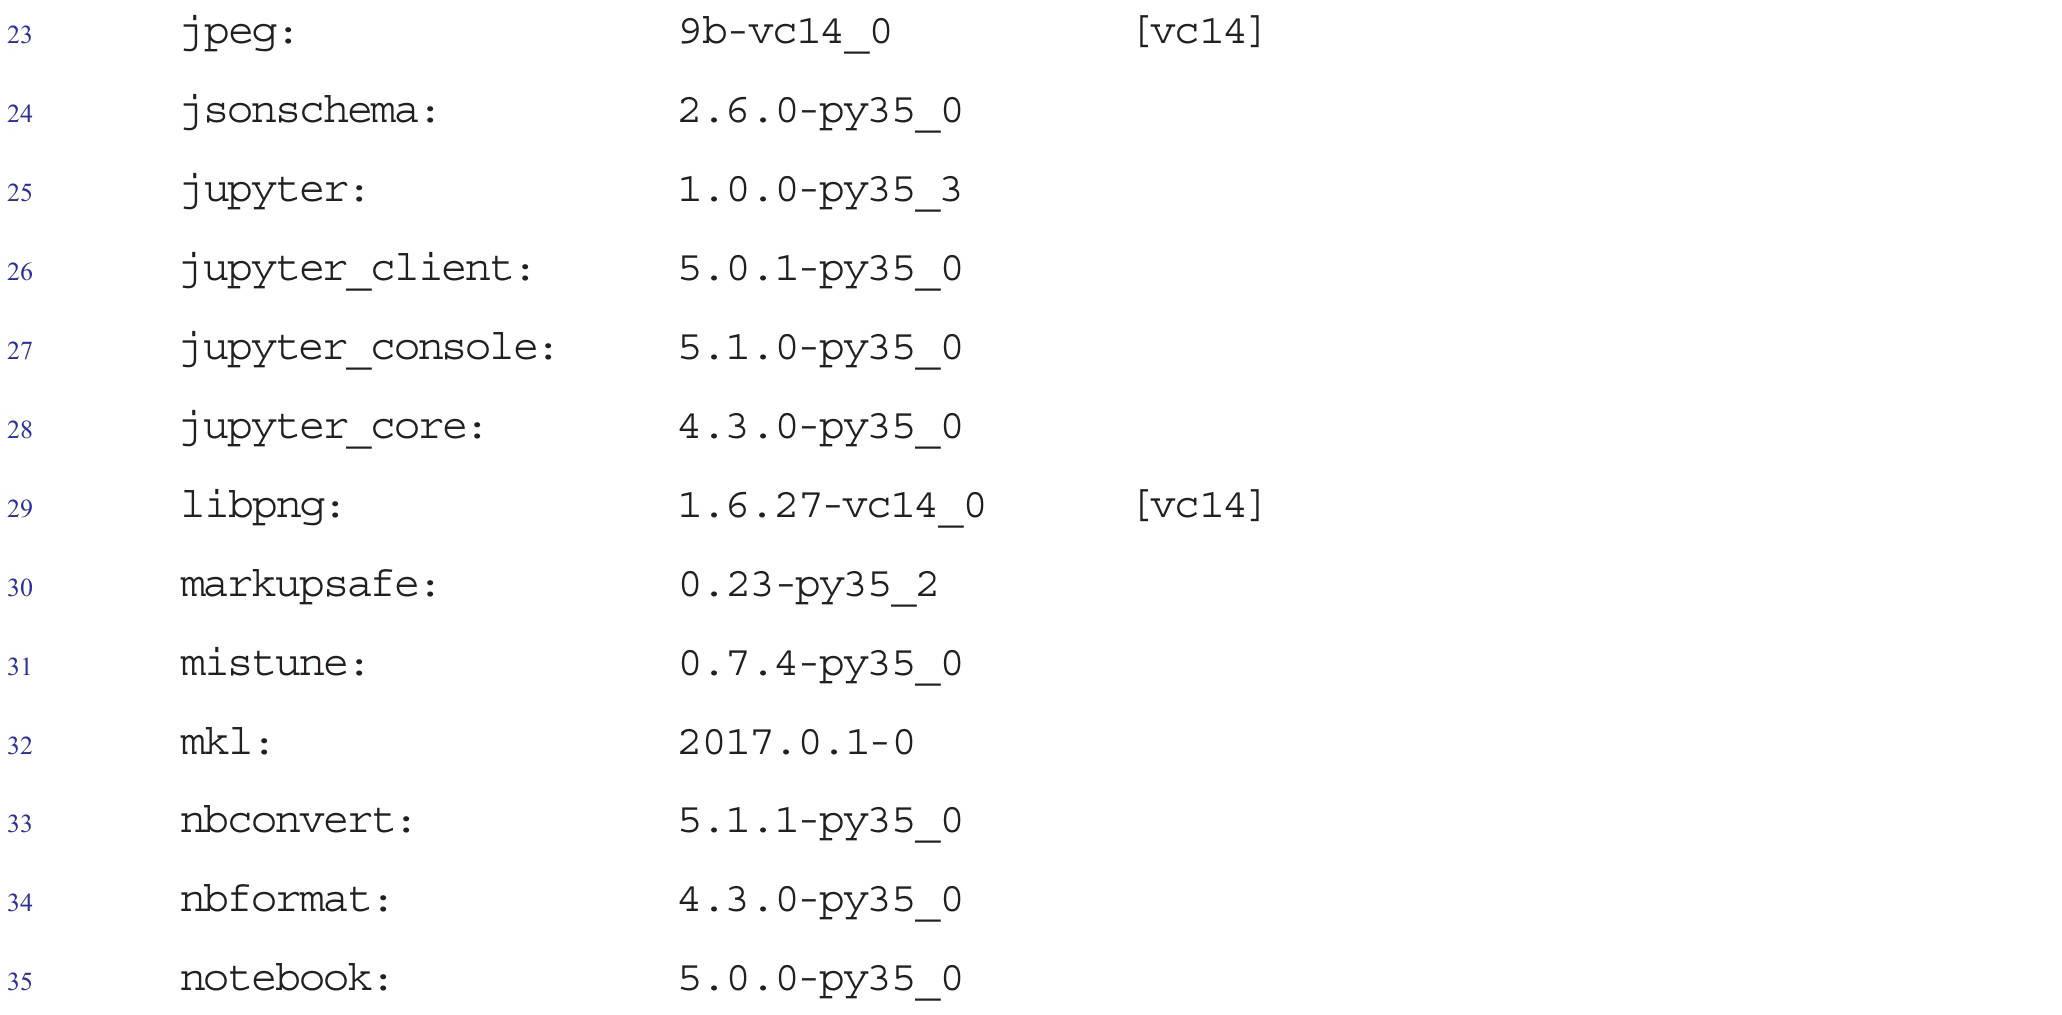 23 jpeg: 9b-vc14_0 [vc14]
24 jsonschema: 2.6.0-py35_0
25 jupyter: 1.0.0-py35_3
26 jupyter_client: 5.0.1-py35_0
27 jupyter_console: 5.1.0-py35_0
28 jupyter_core: 4.3.0-py35_0
29 libpng: 1.6.27-vc14_0 [vc14]
30 markupsafe: 0.23-py35_2
31 mistune: 0.7.4-py35_0
32 mkl: 2017.0.1-0
33 nbconvert: 5.1.1-py35_0
34 nbformat: 4.3.0-py35_0
35 notebook: 5.0.0-py35_0